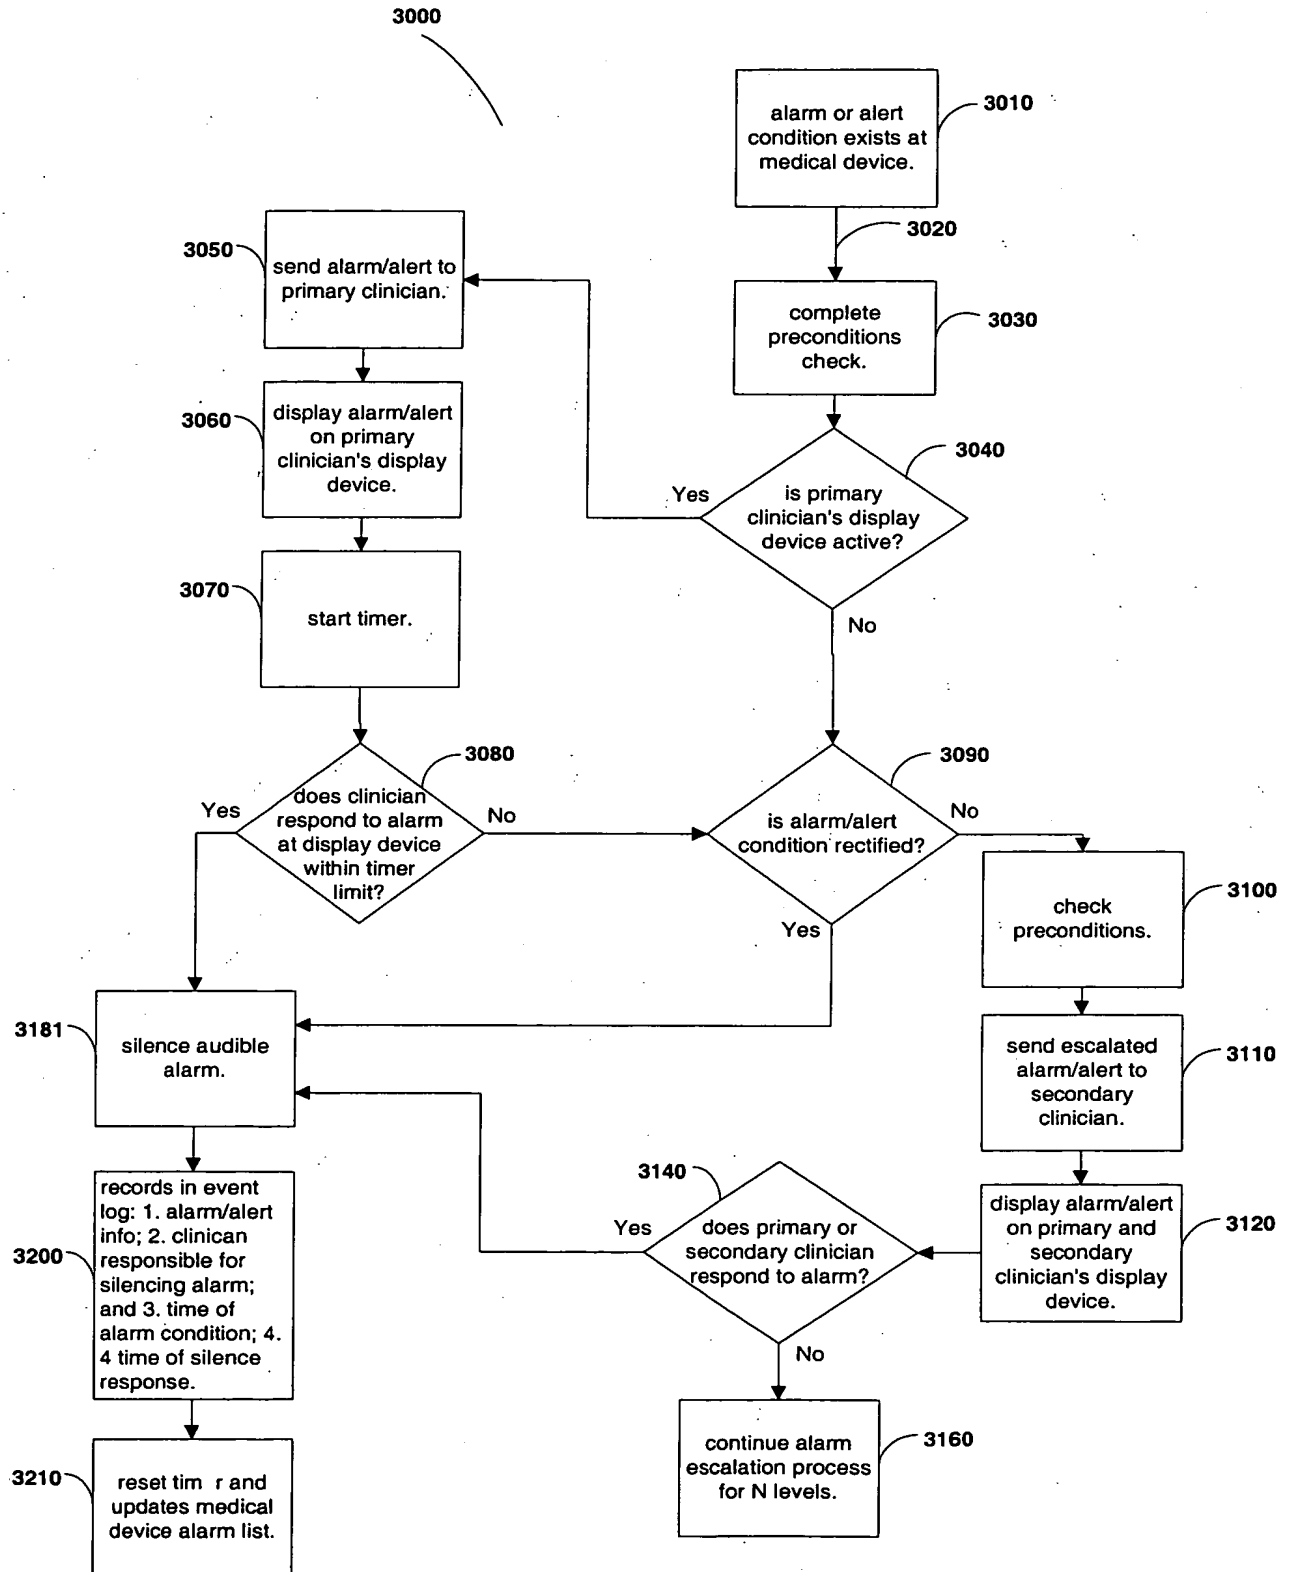 3000
alarm or alert
condition exists at
medical device.
3010
3020
complete
preconditions
check.
3030
is primary
clinician's display
device active?
3040
Yes
No
3050
send alarm/alert to
primary clinician.
3060
display alarm/alert
on primary
clinician's display
device.
3070
start timer.
3080
does clinician
respond to alarm
at display device
within timer
limit?
Yes
No
3090
is alarm/alert
condition rectified?
No
Yes
3100
check
preconditions.
3110
send escalated
alarm/alert to
secondary
clinician.
3120
display alarm/alert
on primary and
secondary
clinician's display
device.
3140
does primary or
secondary clinician
respond to alarm?
Yes
No
3160
continue alarm
escalation process
for N levels.
3181
silence audible
alarm.
3200
records in event
log: 1. alarm/alert
info; 2. clinican
responsible for
silencing alarm;
and 3. time of
alarm condition; 4.
4 time of silence
response.
3210
reset tim r and
updates medical
device alarm list.